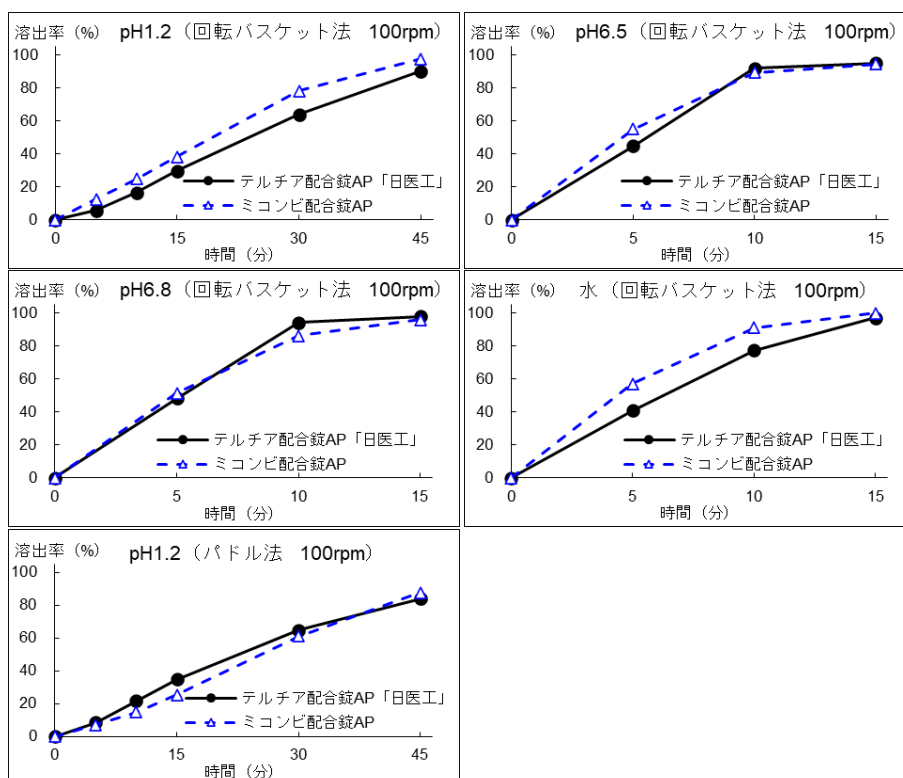 溶出率（%） pH1.2（回転バスケット法　100rpm）
100
80
60
40
20
0
テルチア配合錠AP「日医工」
ミコンビ配合錠AP
0 15 30 45
時間（分）
溶出率（%） pH6.5（回転バスケット法　100rpm）
100
80
60
40
20
0
テルチア配合錠AP「日医工」
ミコンビ配合錠AP
0 5 10 15
時間（分）
溶出率（%） pH6.8（回転バスケット法　100rpm）
100
80
60
40
20
0
テルチア配合錠AP「日医工」
ミコンビ配合錠AP
0 5 10 15
時間（分）
溶出率（%） 水（回転バスケット法　100rpm）
100
80
60
40
20
0
テルチア配合錠AP「日医工」
ミコンビ配合錠AP
0 5 10 15
時間（分）
溶出率（%） pH1.2（パドル法　100rpm）
100
80
60
40
20
0
テルチア配合錠AP「日医工」
ミコンビ配合錠AP
0 15 30 45
時間（分）